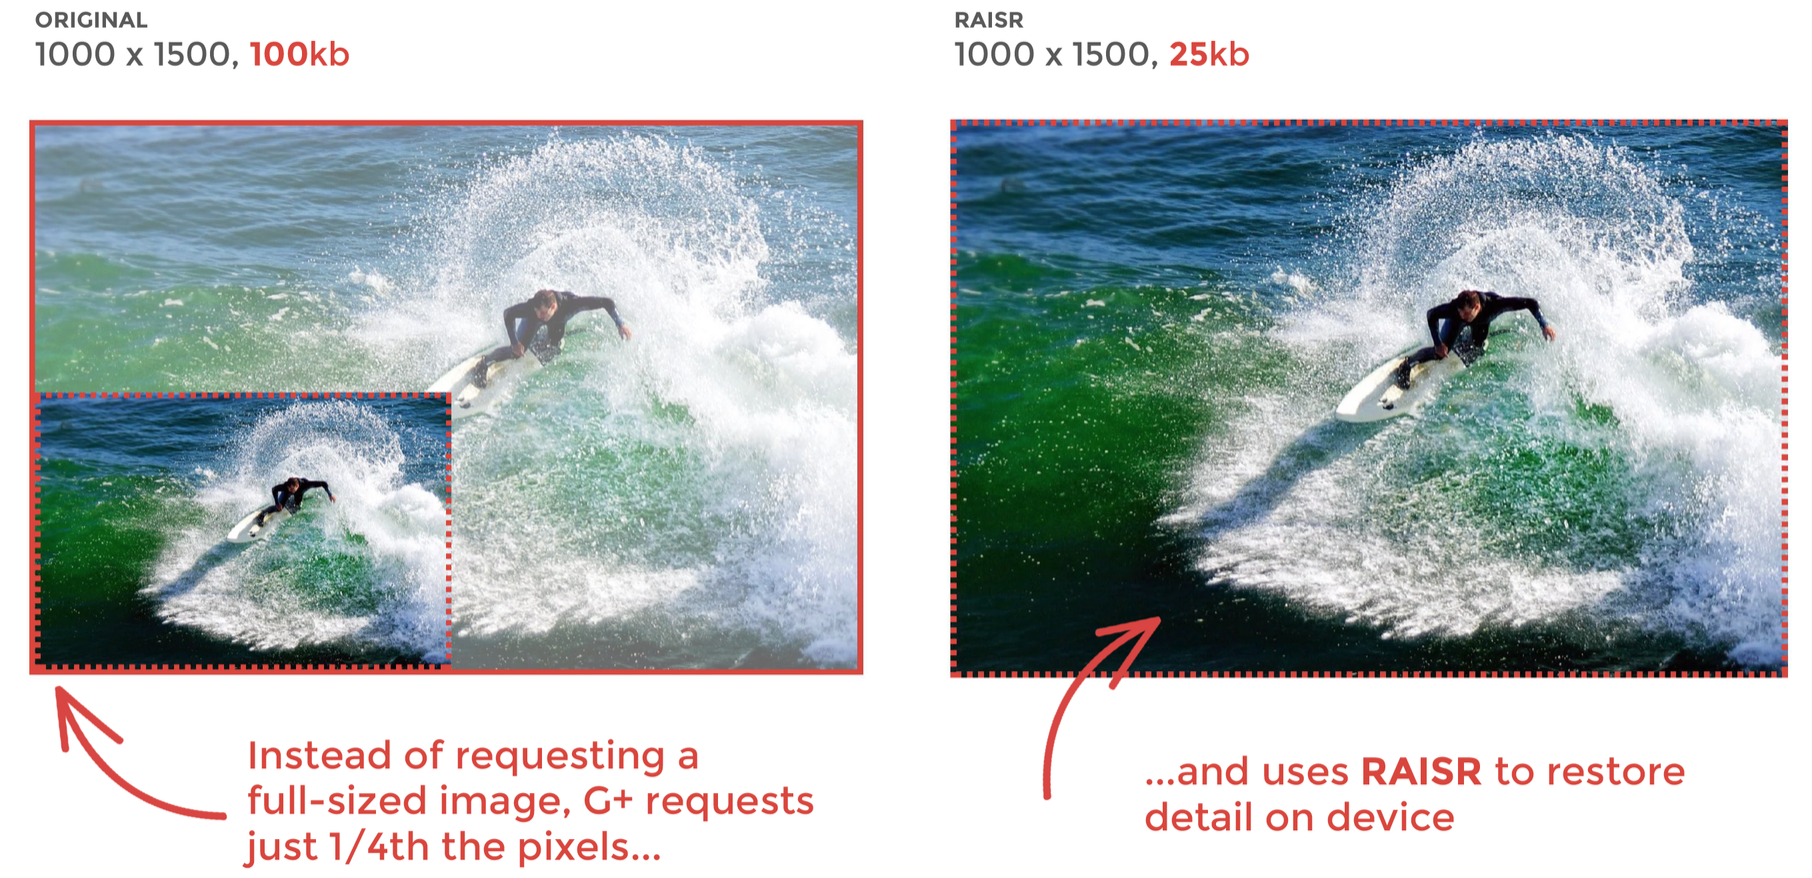 ORIGINAL
1000 x 1500, 100kb
RAISR
1000 x 1500, 25kb
Instead of requesting a
full-sized image, G+ requests
just 1/4th the pixels...
...and uses RAISR to restore
detail on device